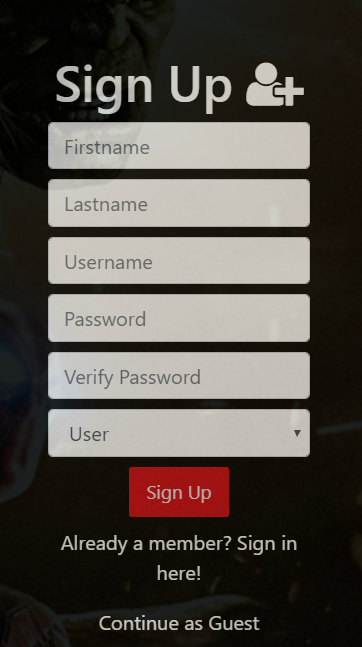 Sign Up
Firstname
Lastname
Username
Password
Verify Password
User
Sign Up
Already a member? Sign in
here!
Continue as Guest